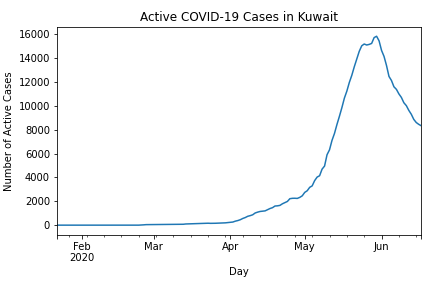 Active COVID-19 Cases in Kuwait
16000
14000
12000
10000
8000
6000
4000
2000
0
Number of Active Cases
Feb
2020
Mar
Apr
May
Jun
Day